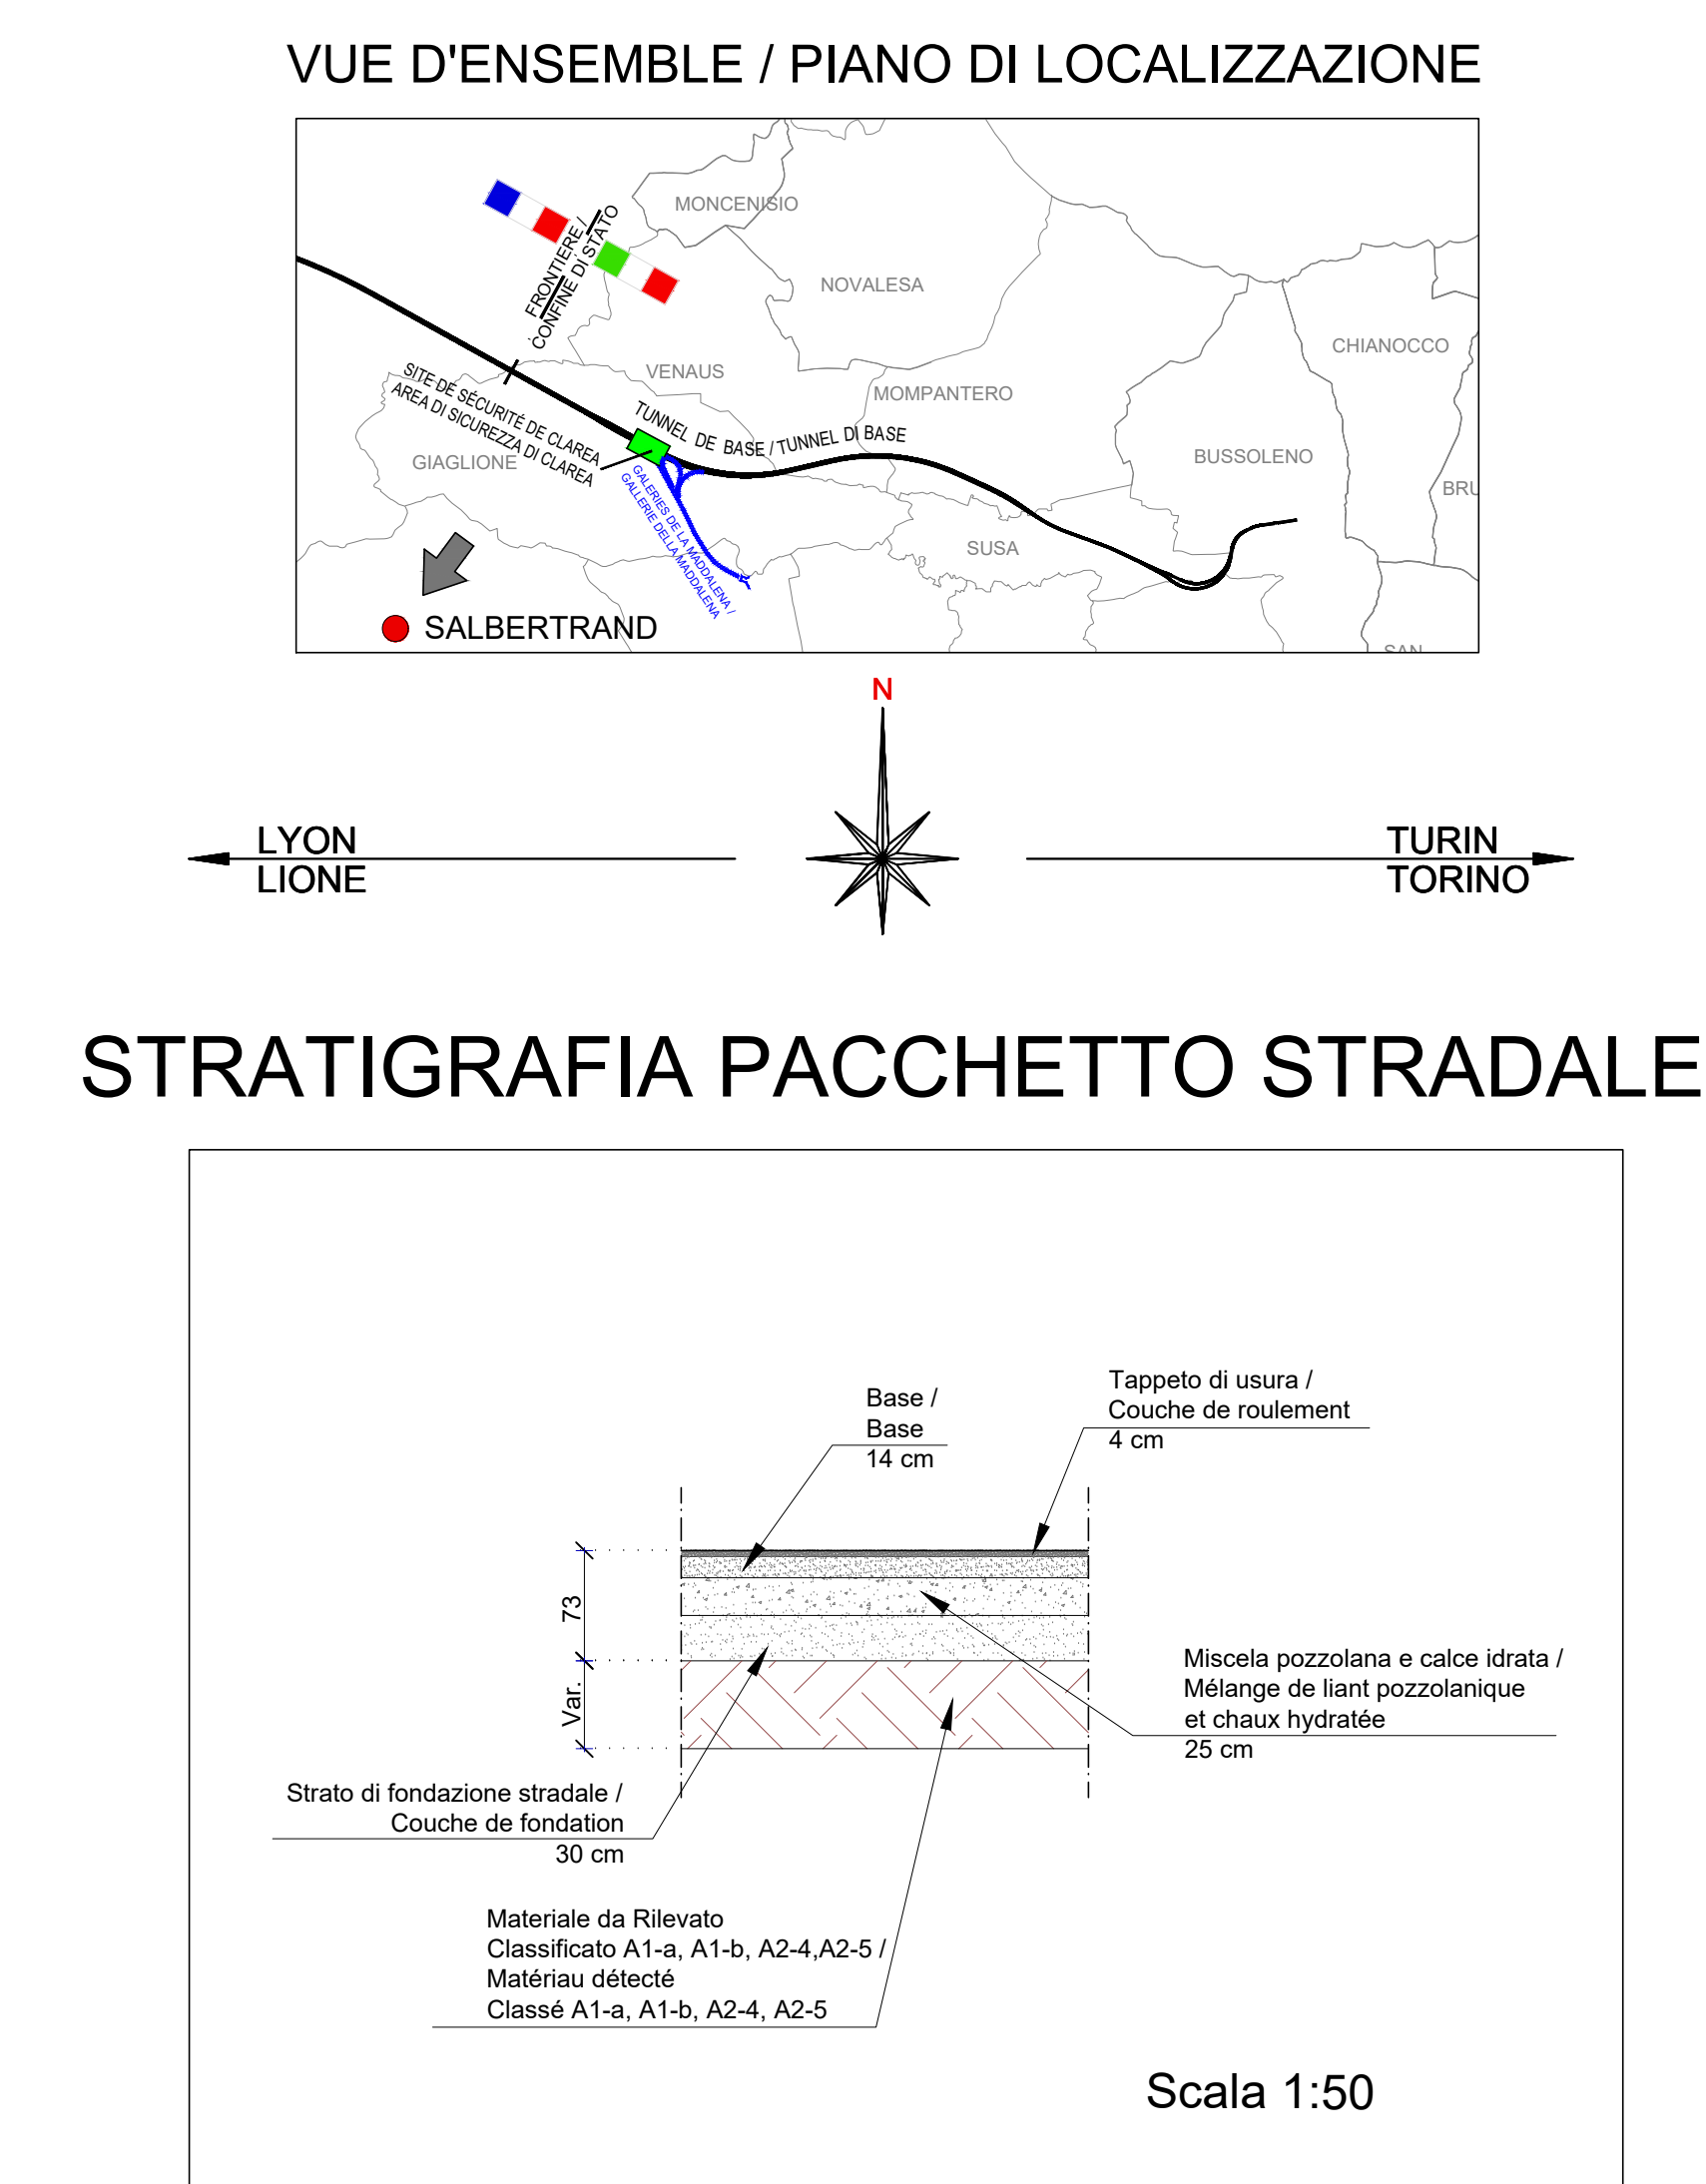 VUE D'ENSEMBLE / PIANO DI LOCALIZZAZIONE
MONCENISIO
FRONTIERE /
CONFINE DI STATO
NOVALESA
CHIANOCCO
VENAUS
MOMPANTERO
SITE DE SÉCURITÉ DE CLAREA
AREA DI SICUREZZA DI CLAREA
TUNNEL DE BASE / TUNNEL DI BASE
GIAGLIONE
BUSSOLENO
BRU
GALERIES DE LA MADDALENA /
GALLERIE DELLA MADDALENA
SUSA
SALBERTRAND
SAN
N
LYON
LIONE
TURIN
TORINO
STRATIGRAFIA PACCHETTO STRADALE
Base /
Base
14 cm
Tappeto di usura /
Couche de roulement
4 cm
73
Var.
Miscela pozzolana e calce idrata /
Mélange de liant pozzolanique
et chaux hydratée
25 cm
Strato di fondazione stradale /
Couche de fondation
30 cm
Materiale da Rilevato
Classificato A1-a, A1-b, A2-4,A2-5 /
Matériau détecté
Classé A1-a, A1-b, A2-4, A2-5
Scala 1:50